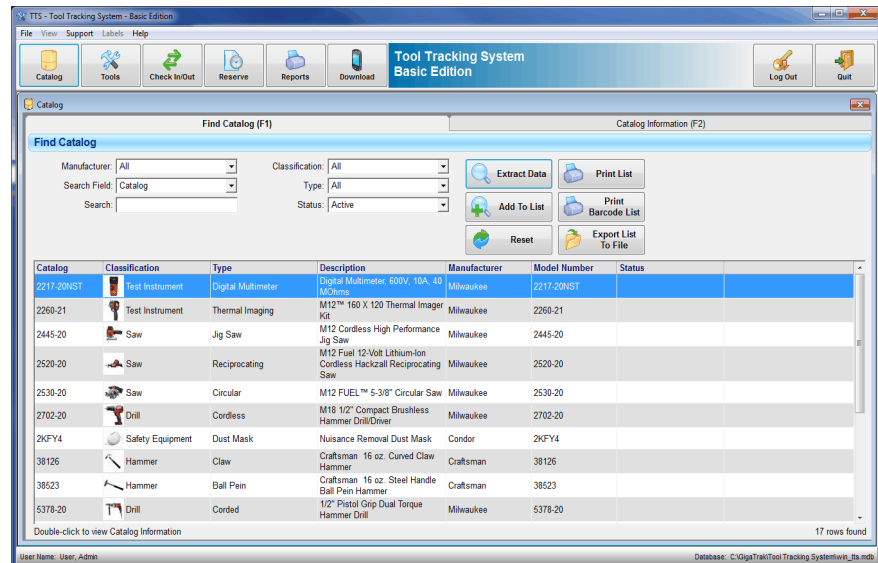 TTS - Tool Tracking System - Basic Edition
File View Support Labels Help
Catalog
Tools
Check In/Out
Reserve
Reports
Download
Tool Tracking System
Basic Edition
Log Out
Quit
Catalog
Find Catalog (F1)
Catalog Information (F2)
Find Catalog
Manufacturer: All
Classification: All
Search Field: Catalog
Type: All
Search:
Status: Active
Extract Data
Print List
Add To List
Print
Barcode List
Reset
Export List
To File
Catalog Classification Type Description Manufacturer Model Number Status
2217-20NST Test Instrument Digital Multimeter Digital Multimeter, 600V, 10A, 40
MOhms Milwaukee 2217-20NST
2260-21 Test Instrument Thermal Imaging M12™ 160 X 120 Thermal Imager
Kit Milwaukee 2260-21
2445-20 Saw Jig Saw M12 Cordless High Performance
Jig Saw Milwaukee 2445-20
2520-20 Saw Reciprocating M12 Fuel 12-Volt Lithium-Ion
Cordless Hackzall Reciprocating
Saw Milwaukee 2520-20
2530-20 Saw Circular M12 FUEL™ 5-3/8" Circular Saw Milwaukee 2530-20
2702-20 Drill Cordless M18 1/2" Compact Brushless
Hammer Drill/Driver Milwaukee 2702-20
2KFY4 Safety Equipment Dust Mask Nuisance Removal Dust Mask Condor 2KFY4
38126 Hammer Claw Craftsman 16 oz. Curved Claw
Hammer Craftsman 38126
38523 Hammer Ball Pein Craftsman 16 oz. Steel Handle
Ball Pein Hammer Craftsman 38523
5378-20 Drill Corded 1/2" Pistol Grip Dual Torque
Hammer Drill Milwaukee 5378-20
Double-click to view Catalog Information
17 rows found
User Name: User, Admin
Database: C:\GigaTrak\Tool Tracking System\win_tts.mdb